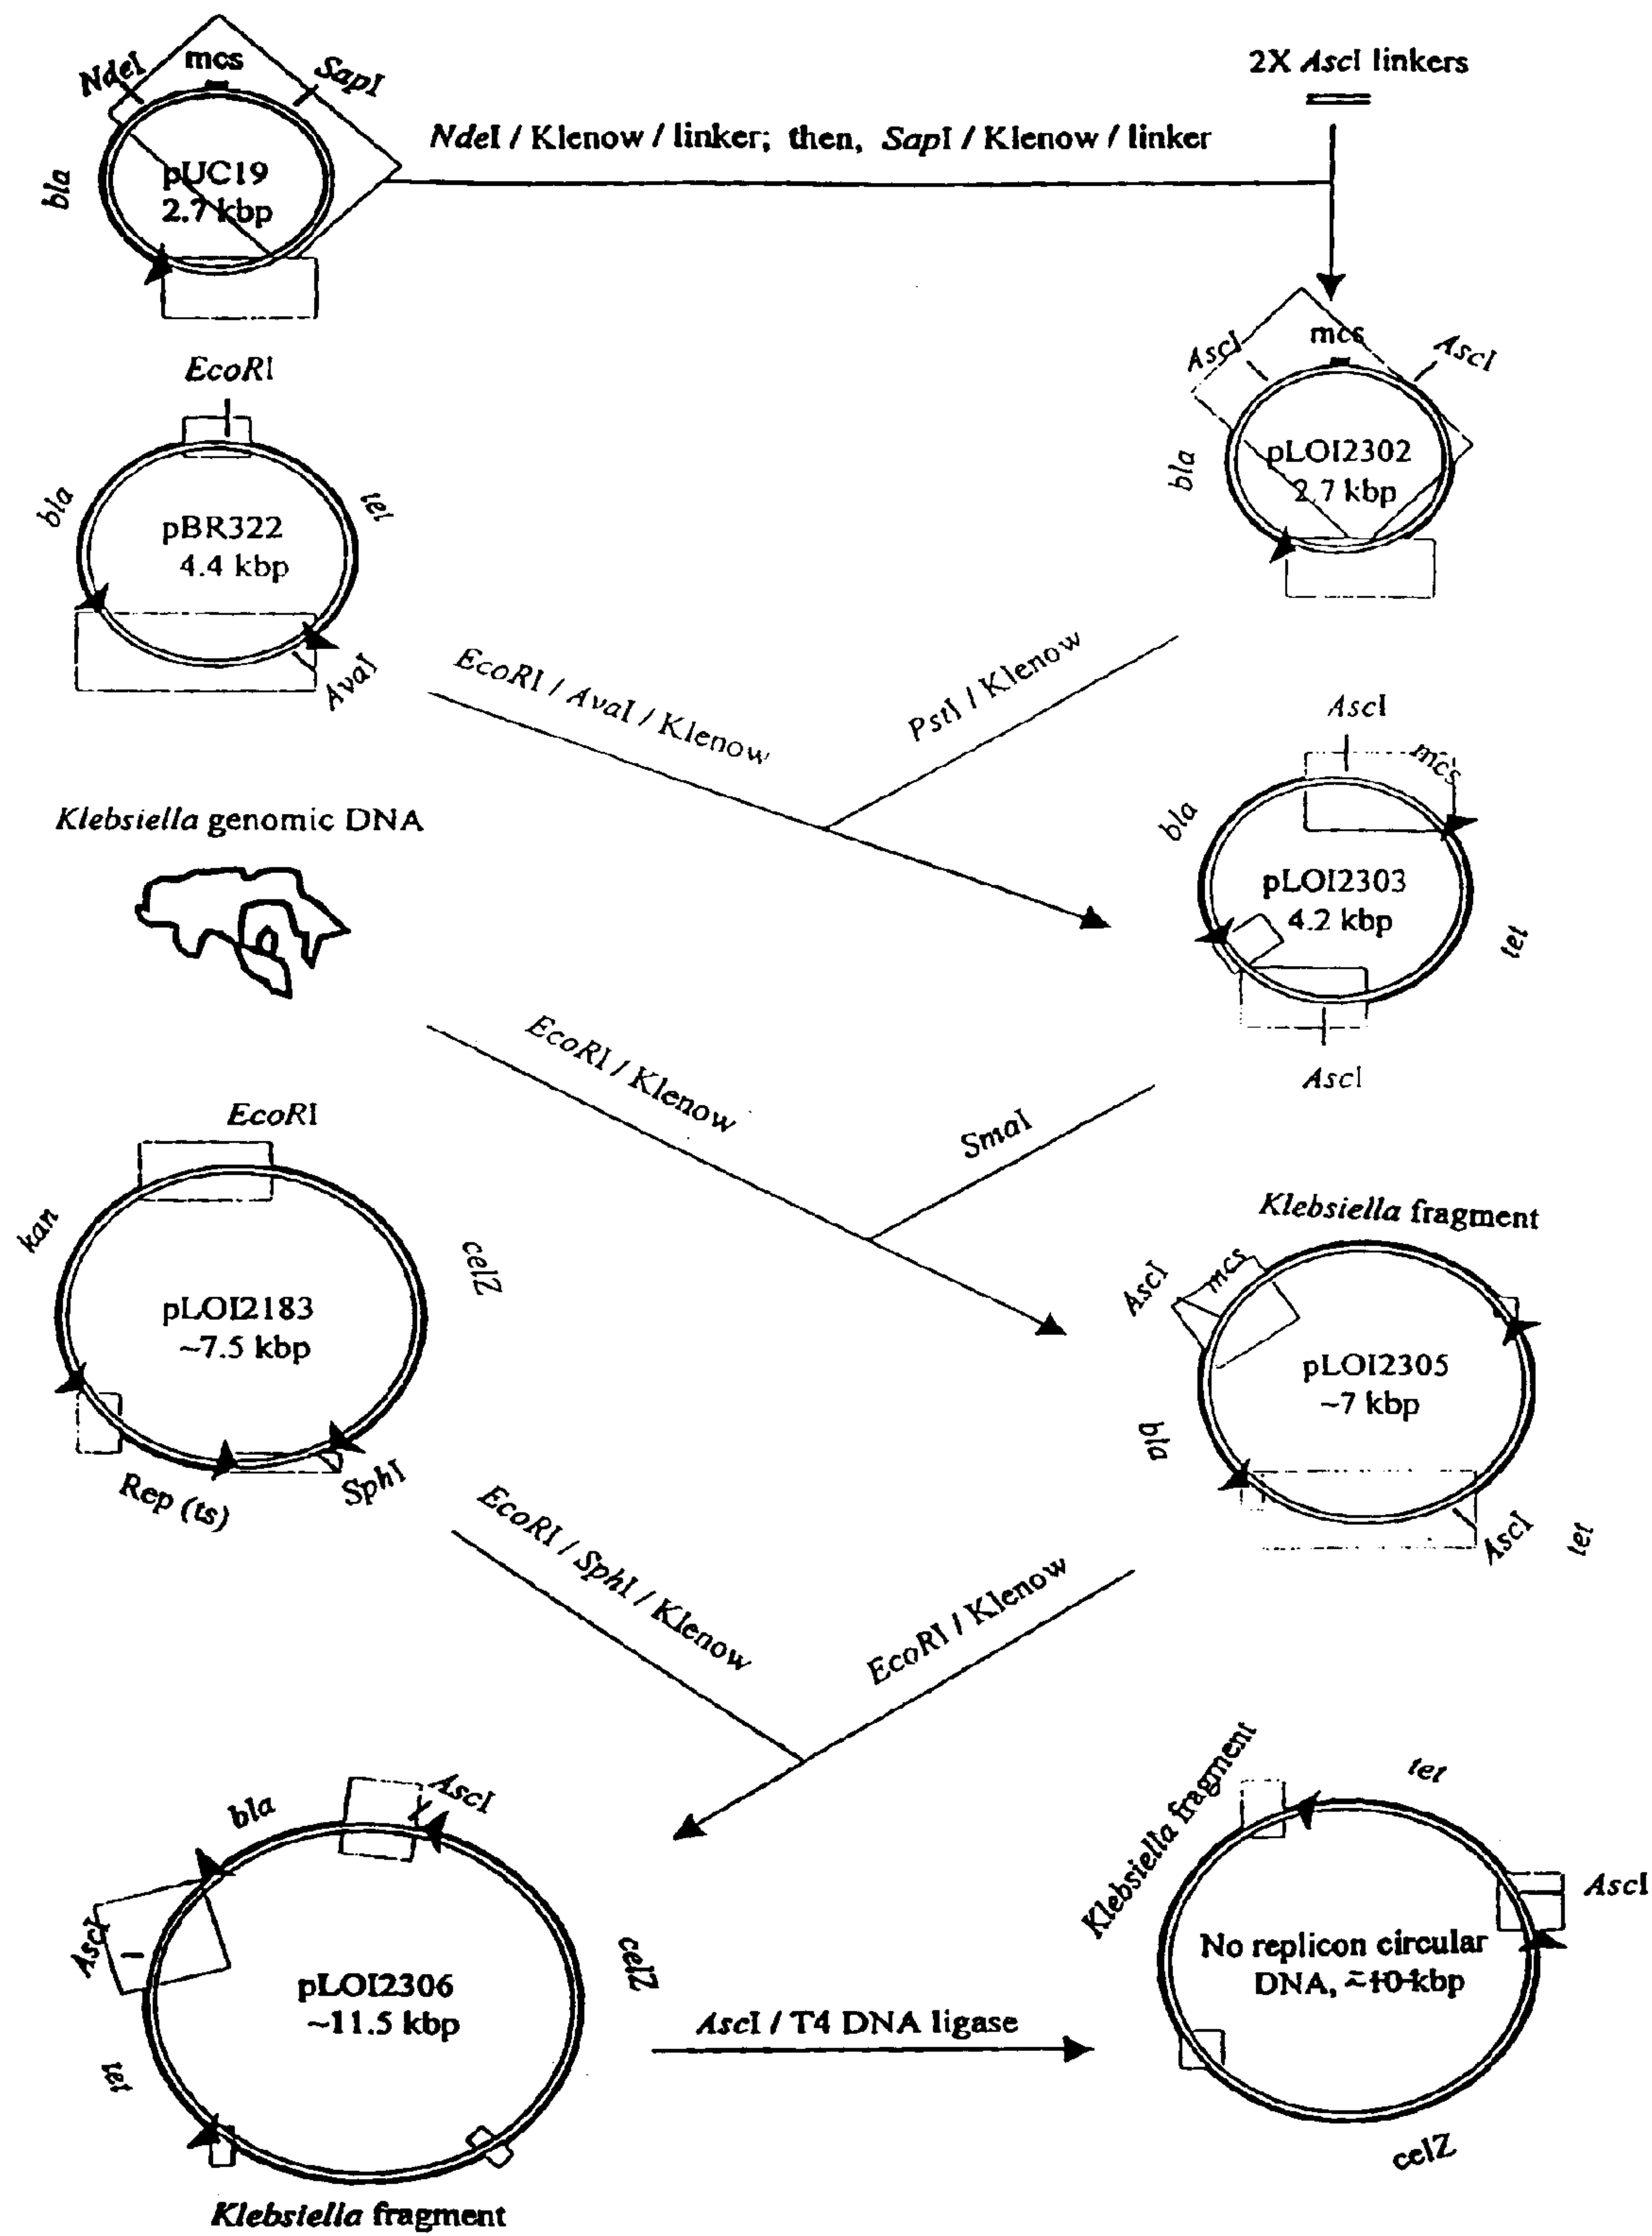 NdeI
mcs
SapI
bla
pUC19
2.7 kbp
NdeI / Klenow / linker; then, SapI / Klenow / linker
2X AscI linkers
EcoRI
bla
tet
pBR322
4.4 kbp
AvaI
AscI
mcs
AscI
bla
pLOI2302
2.7 kbp
EcoRI / AvaI / Klenow
PstI / Klenow
Klebsiella genomic DNA
AscI
mcs
bla
pLOI2303
4.2 kbp
tet
AscI
EcoRI / Klenow
SmaI
EcoRI
kan
celZ
pLOI2183
~7.5 kbp
Rep (ts)
SphI
Klebsiella fragment
AscI
mcs
pLOI2305
~7 kbp
bla
AscI
tet
EcoRI / SphI / Klenow
EcoRI / Klenow
bla
AscI
AscI
celZ
pLOI2306
~11.5 kbp
tet
Klebsiella fragment
AscI / T4 DNA ligase
Klebsiella fragment
tet
AscI
No replicon circular
DNA, ~10 kbp
celZ